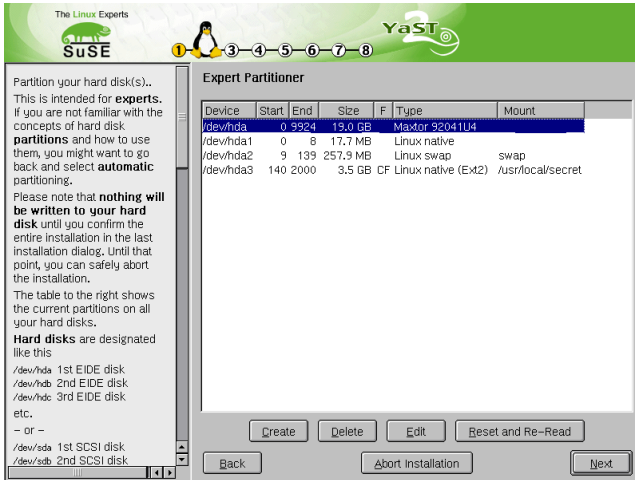 The Linux Experts
SuSE
YaST2
1 3 4 5 6 7 8
Partition your hard disk(s)..
This is intended for experts.
If you are not familiar with the
concepts of hard disk
partitions and how to use
them, you might want to go
back and select automatic
partitioning.
Please note that nothing will
be written to your hard
disk until you confirm the
entire installation in the last
installation dialog. Until that
point, you can safely abort
the installation.
The table to the right shows
the current partitions on all
your hard disks.
Hard disks are designated
like this
/dev/hda 1st EIDE disk
/dev/hdb 2nd EIDE disk
/dev/hdc 3rd EIDE disk
etc.
- or -
/dev/sda 1st SCSI disk
/dev/sdb 2nd SCSI disk
Expert Partitioner
Device Start End Size F Type Mount
/dev/hda 0 9924 19.0 GB Maxtor 92041U4
/dev/hda1 0 8 17.7 MB Linux native
/dev/hda2 9 139 257.9 MB Linux swap swap
/dev/hda3 140 2000 3.5 GB CF Linux native (Ext2) /usr/local/secret
Create Delete Edit Reset and Re-Read
Back Abort Installation Next